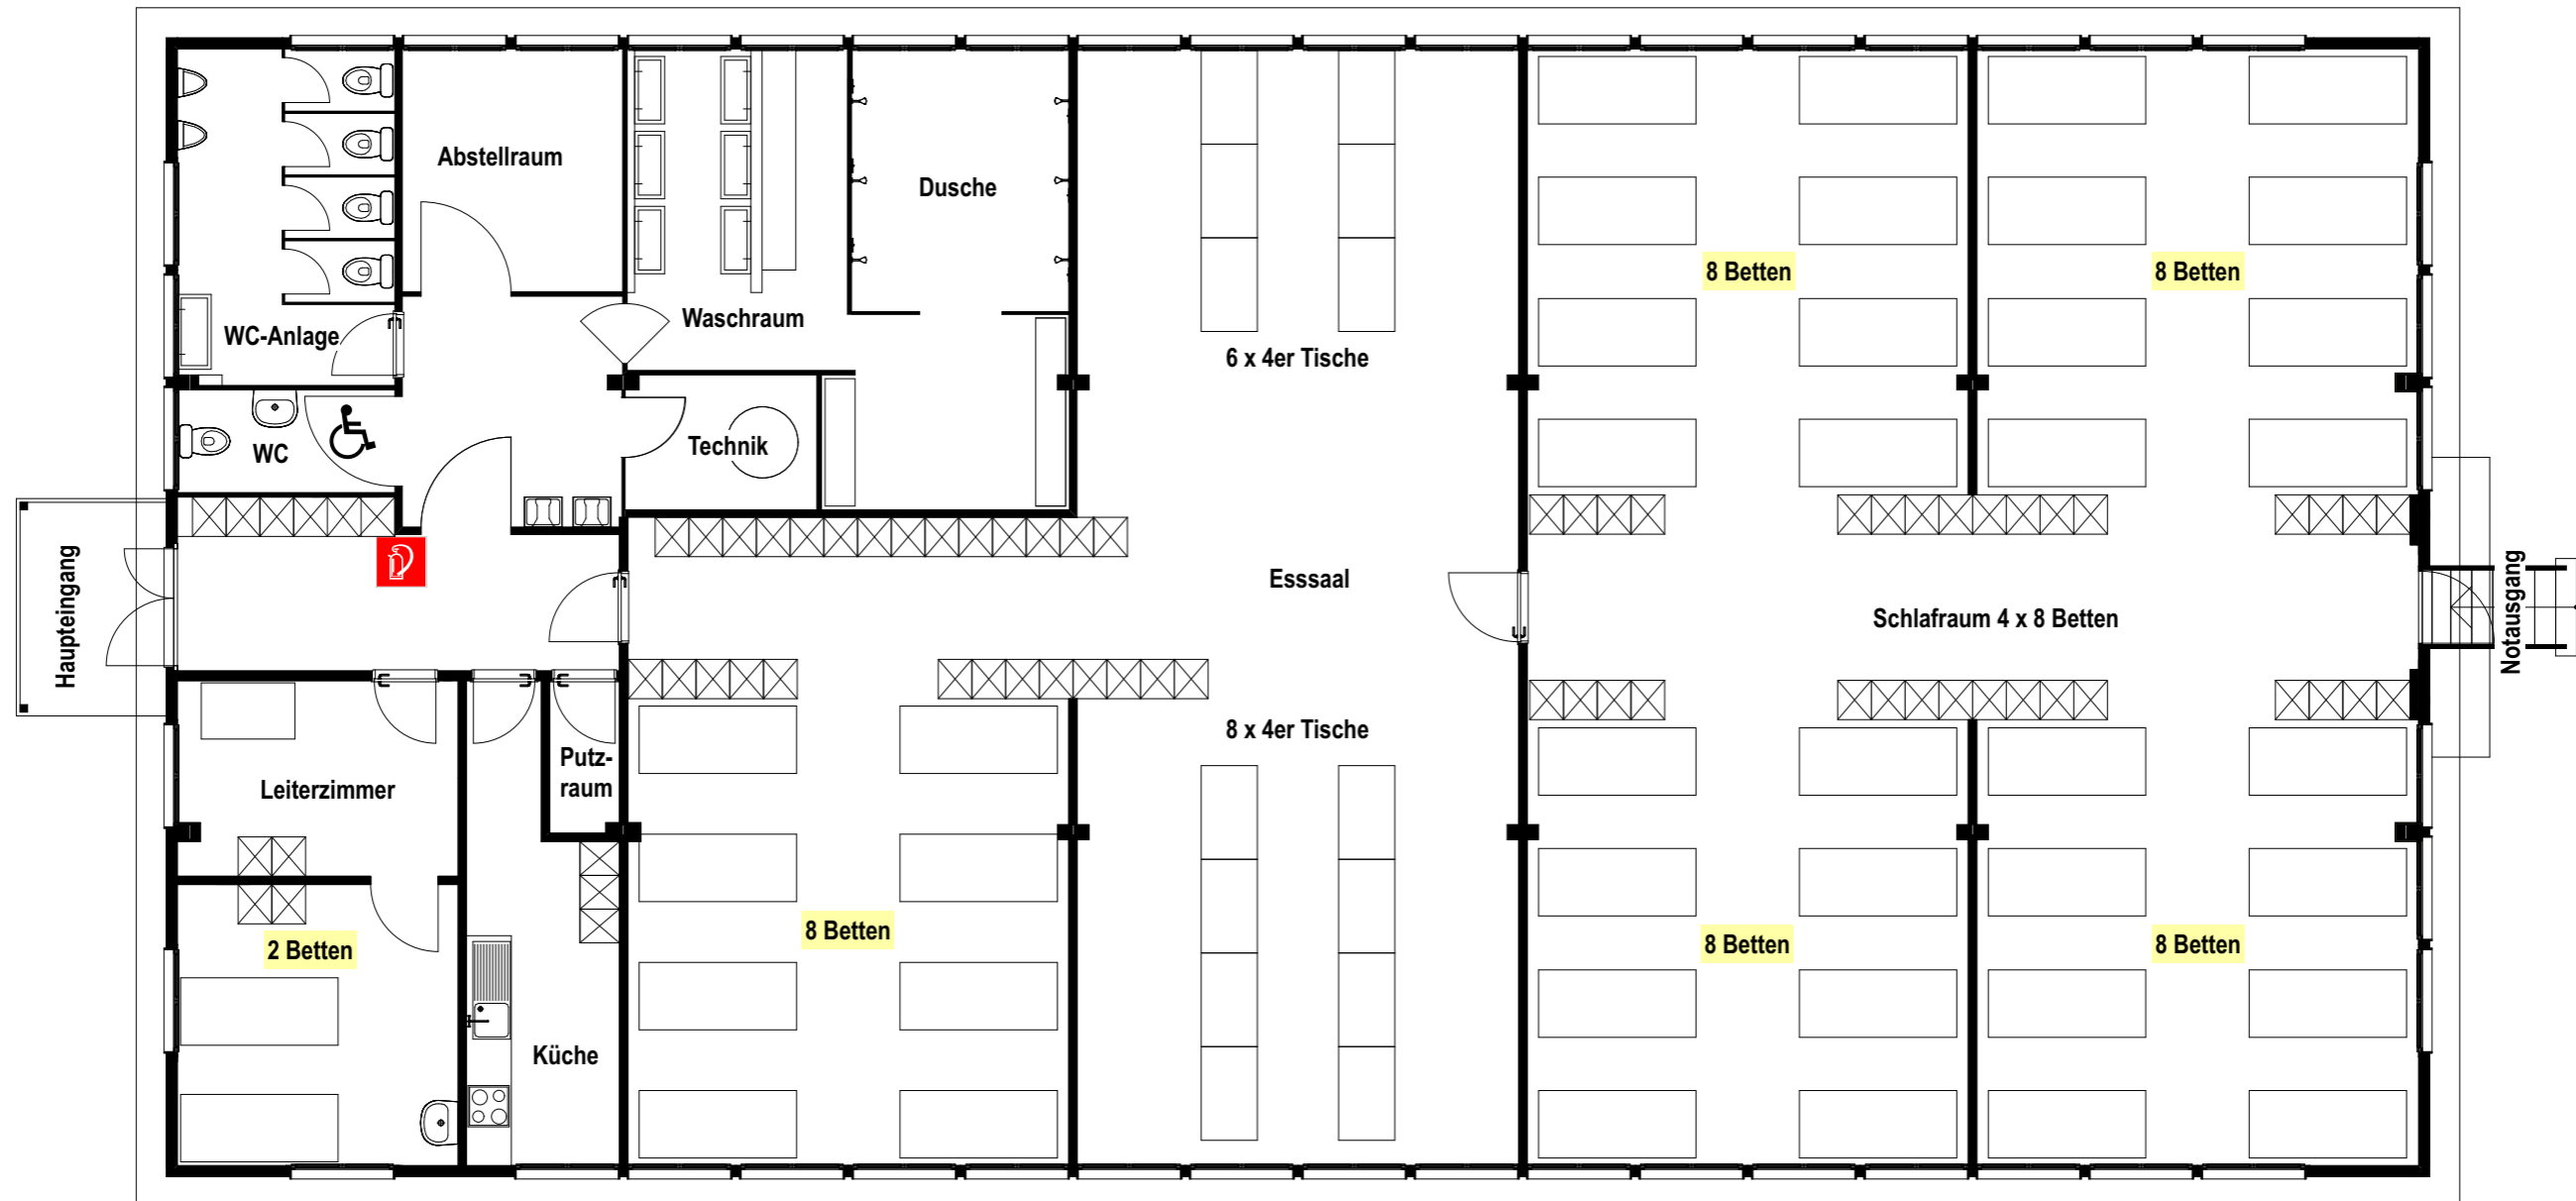 Abstellraum
Dusche
8 Betten
8 Betten
Waschraum
WC-Anlage
6 x 4er Tische
Technik
WC
Haupteingang
Esssaal
Schlafraum 4 x 8 Betten
Notausgang
8 x 4er Tische
Putz-
raum
Leiterzimmer
2 Betten
8 Betten
8 Betten
8 Betten
Küche